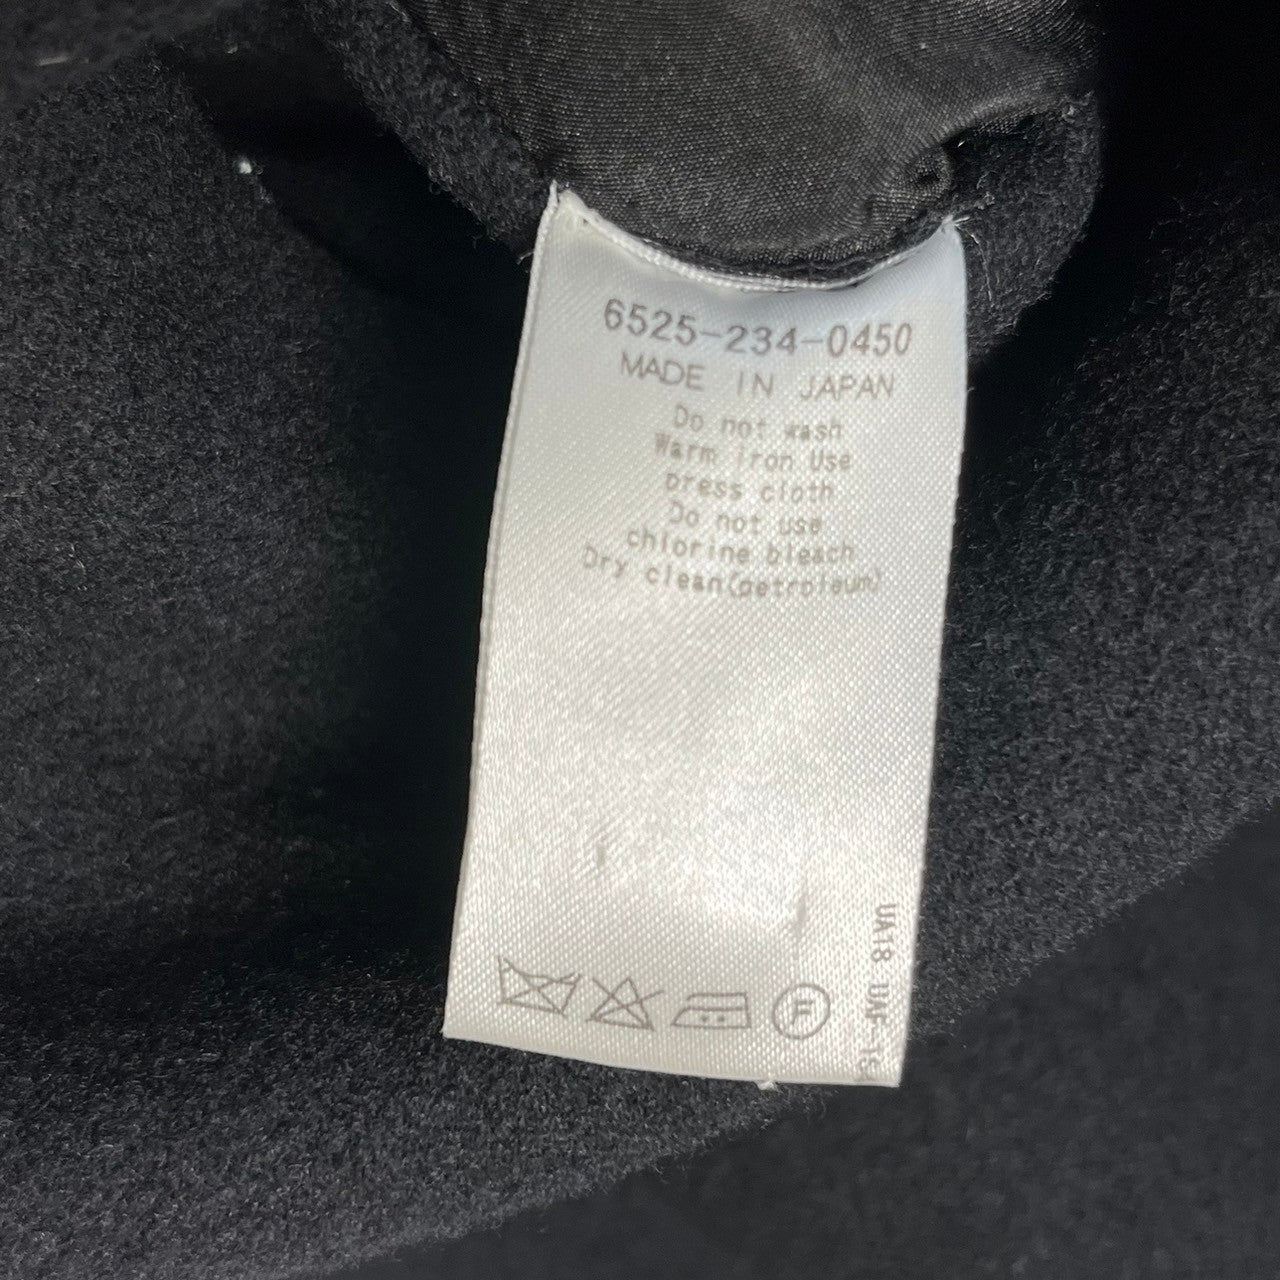 6525-234-0450
MADE IN JAPAN
Do not wash
Warm iron Use
press cloth
Do not use
chlorine bleach
Dry clean(petroleum)
F
UA18